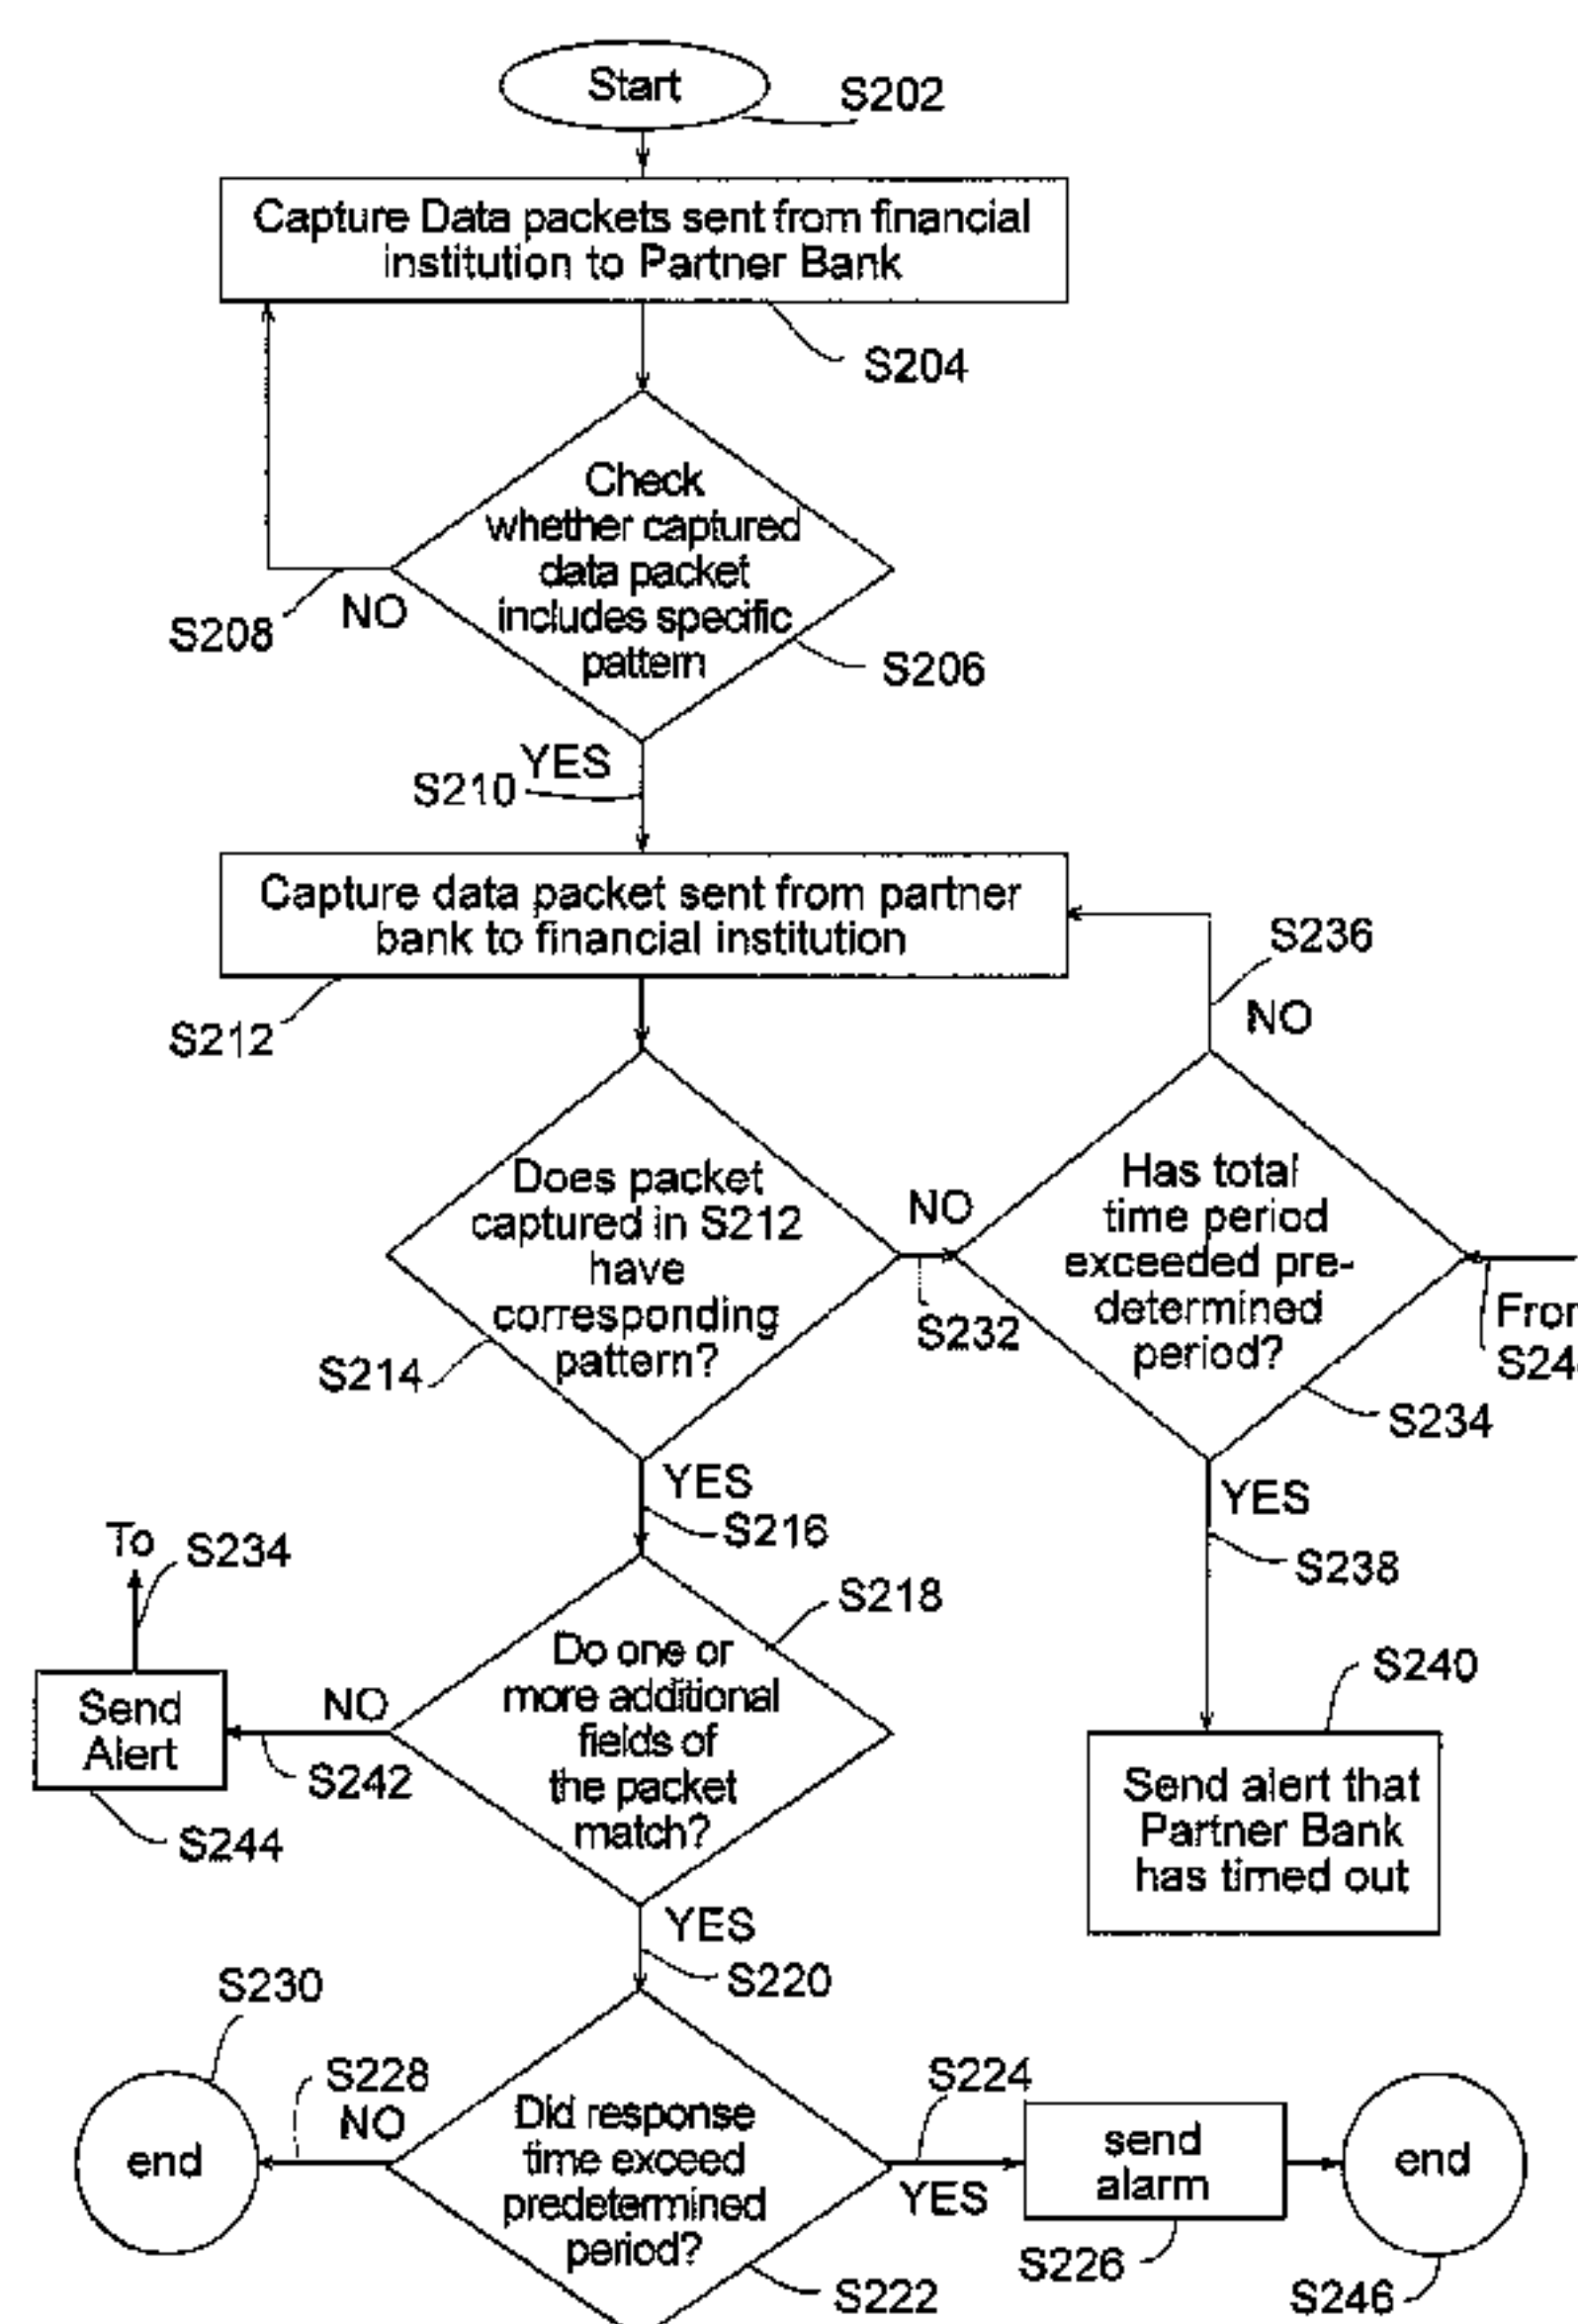 Start
S202
Capture Data packets sent from financial
institution to Partner Bank
S204
Check
whether captured
data packet
includes specific
pattern
NO
S208
S206
YES
S210
Capture data packet sent from partner
bank to financial institution
S236
NO
S212
Does packet
captured in S212
have
corresponding
pattern?
NO
S232
S214
Has total
time period
exceeded pre-
determined
period?
S234
YES
S216
YES
S238
To
S234
S218
Do one or
more additional
fields of
the packet
match?
NO
S242
Send
Alert
S244
S240
Send alert that
Partner Bank
has timed out
YES
S220
S230
end
S228
NO
Did response
time exceed
predetermined
period?
S222
S224
YES
send
alarm
S226
end
S246